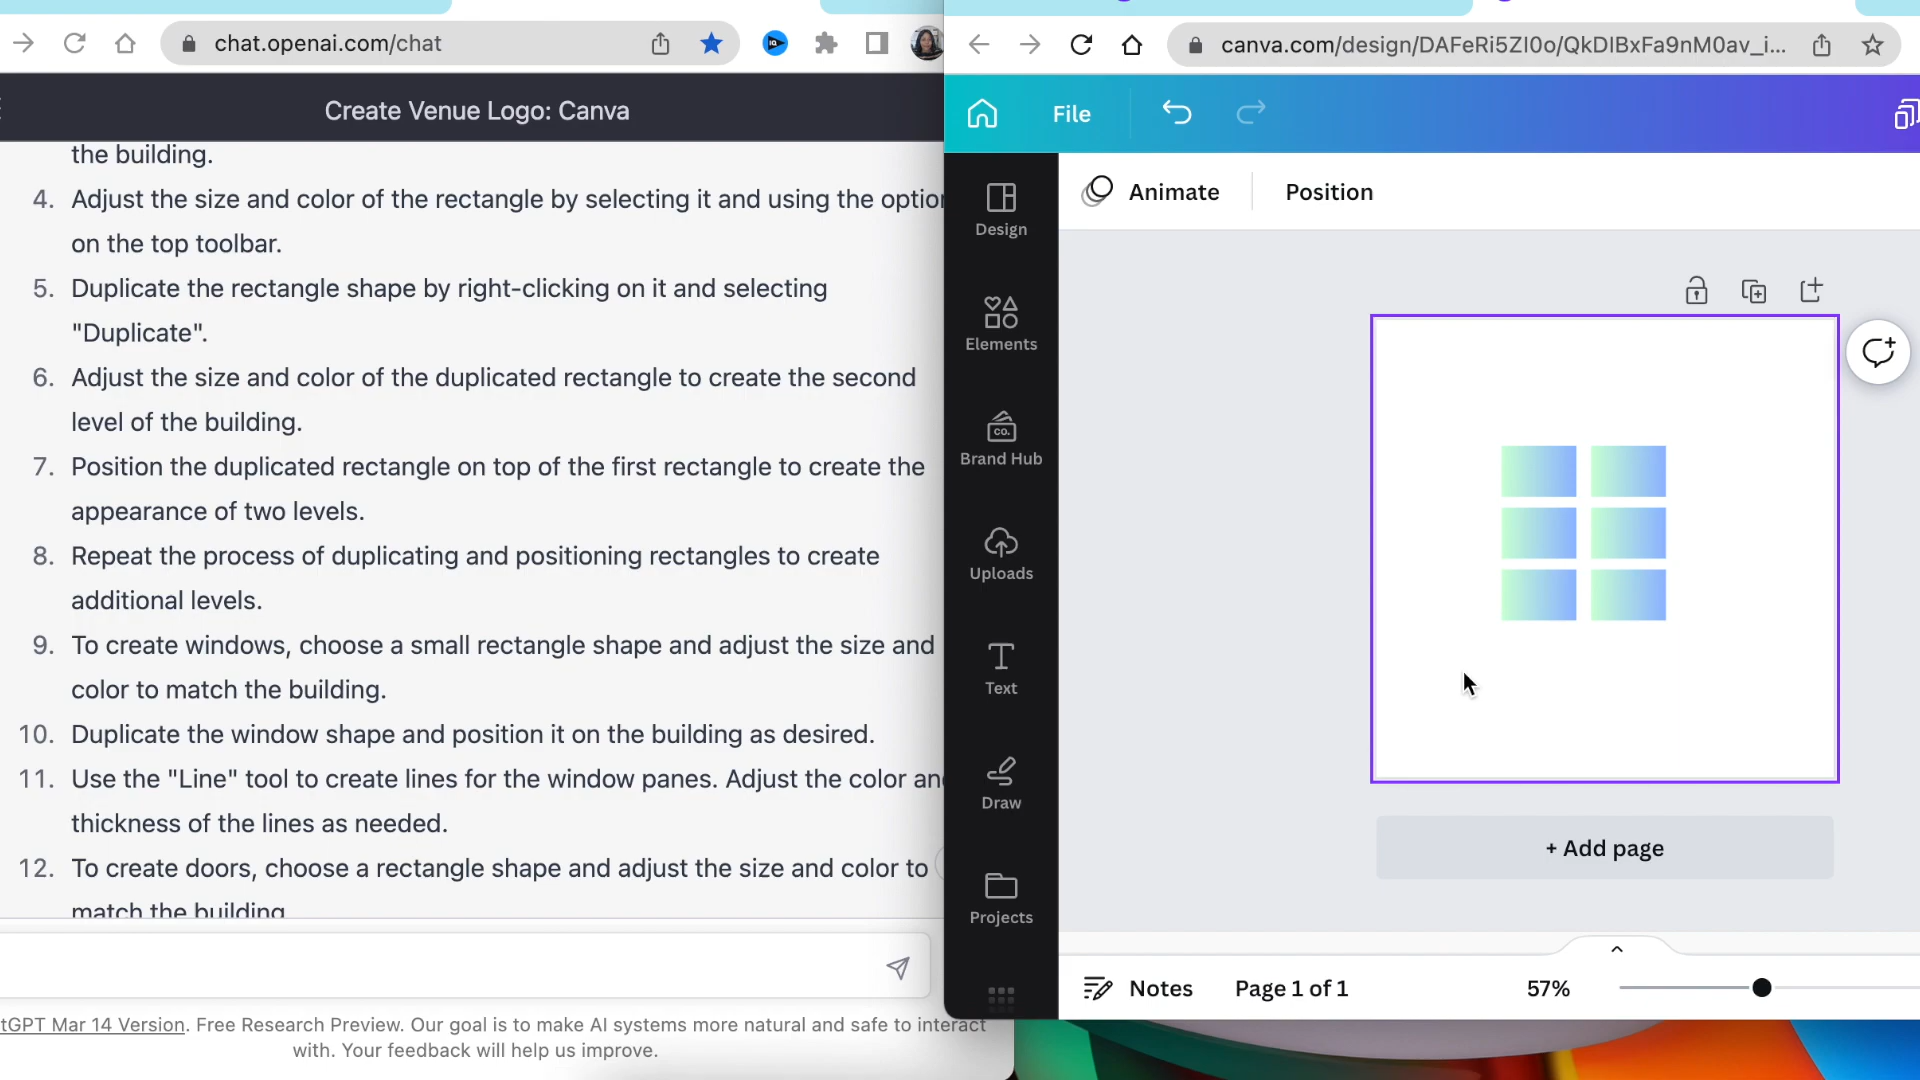 chat.openai.com/chat
Create Venue Logo: Canva
the building.
4. Adjust the size and color of the rectangle by selecting it and using the
on the top toolbar.
5. Duplicate the rectangle shape by right-clicking on it and selecting
"Duplicate".
6. Adjust the size and color of the duplicated rectangle to create the second
level of the building.
7. Position the duplicated rectangle on top of the first rectangle to create the
appearance of two levels.
8. Repeat the process of duplicating and positioning rectangles to create
additional levels.
9. To create windows, choose a small rectangle shape and adjust the size and
color to match the building.
10. Duplicate the window shape and position it on the building as desired.
11. Use the "Line" tool to create lines for the window panes. Adjust the color
thickness of the lines as needed.
12. To create doors, choose a rectangle shape and adjust the size and color to
match the building
tGPT Mar 14 Version. Free Research Preview. Our goal is to make AI systems more natural and safe to interact
with. Your feedback will help us improve.
canva.com/design/DAFeRi5ZI0o/QkDIBxFa9nM0av_i...
File
Animate
Position
Design
Elements
CO.
Brand Hub
Uploads
Text
Draw
Projects
+ Add page
Notes
Page 1 of 1
57%